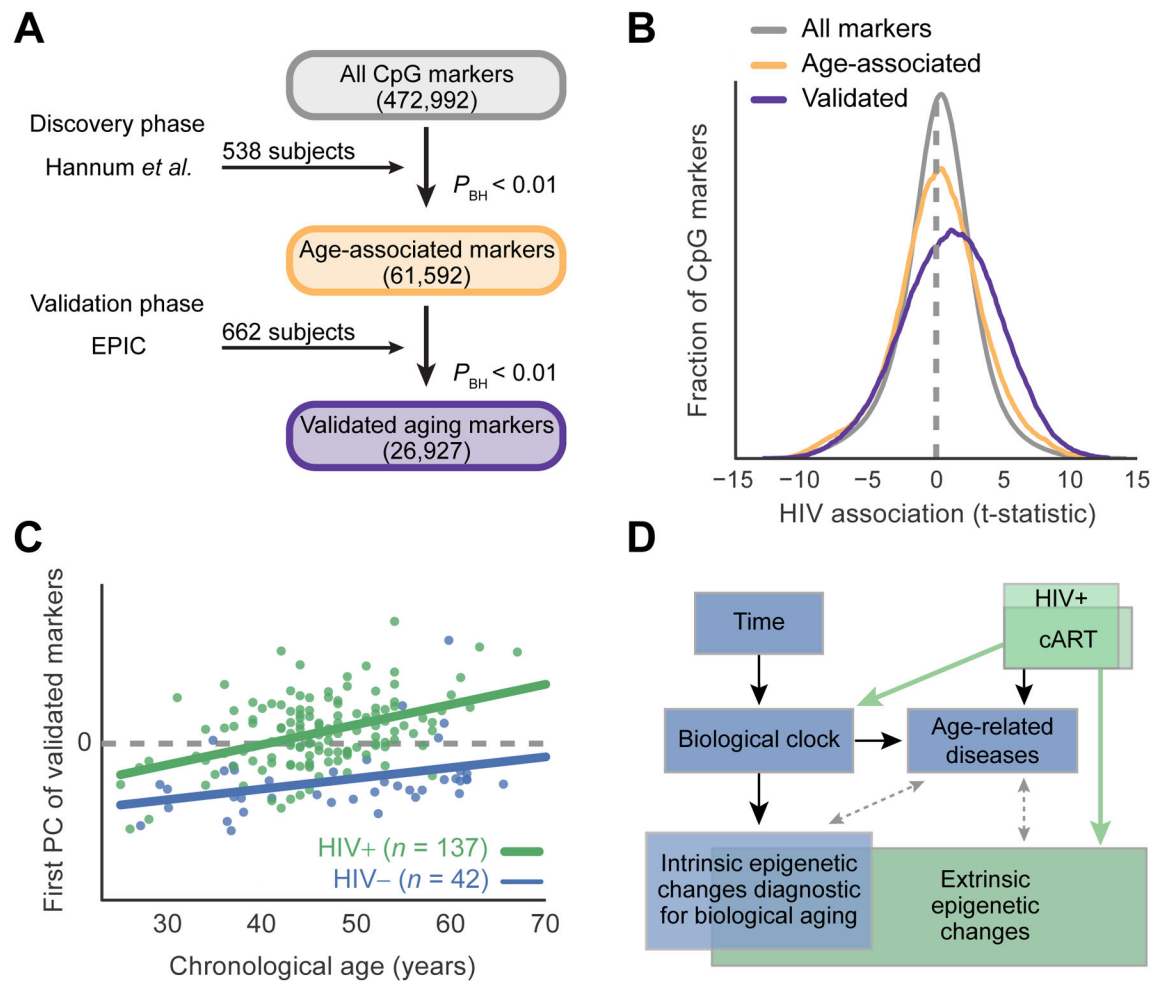 A
All CpG markers
(472,992)
Discovery phase
Hannum et al.
538 subjects
PBH < 0.01
Age-associated markers
(61,592)
Validation phase
EPIC
662 subjects
PBH < 0.01
Validated aging markers
(26,927)
B
All markers
Age-associated
Validated
Fraction of CpG markers
−15 −10 −5 0 5 10 15
HIV association (t-statistic)
C
First PC of validated markers
0
HIV+ (n = 137)
HIV− (n = 42)
30 40 50 60 70
Chronological age (years)
D
Time
HIV+
cART
Biological clock
Age-related
diseases
Intrinsic epigenetic
changes diagnostic
for biological aging
Extrinsic
epigenetic
changes